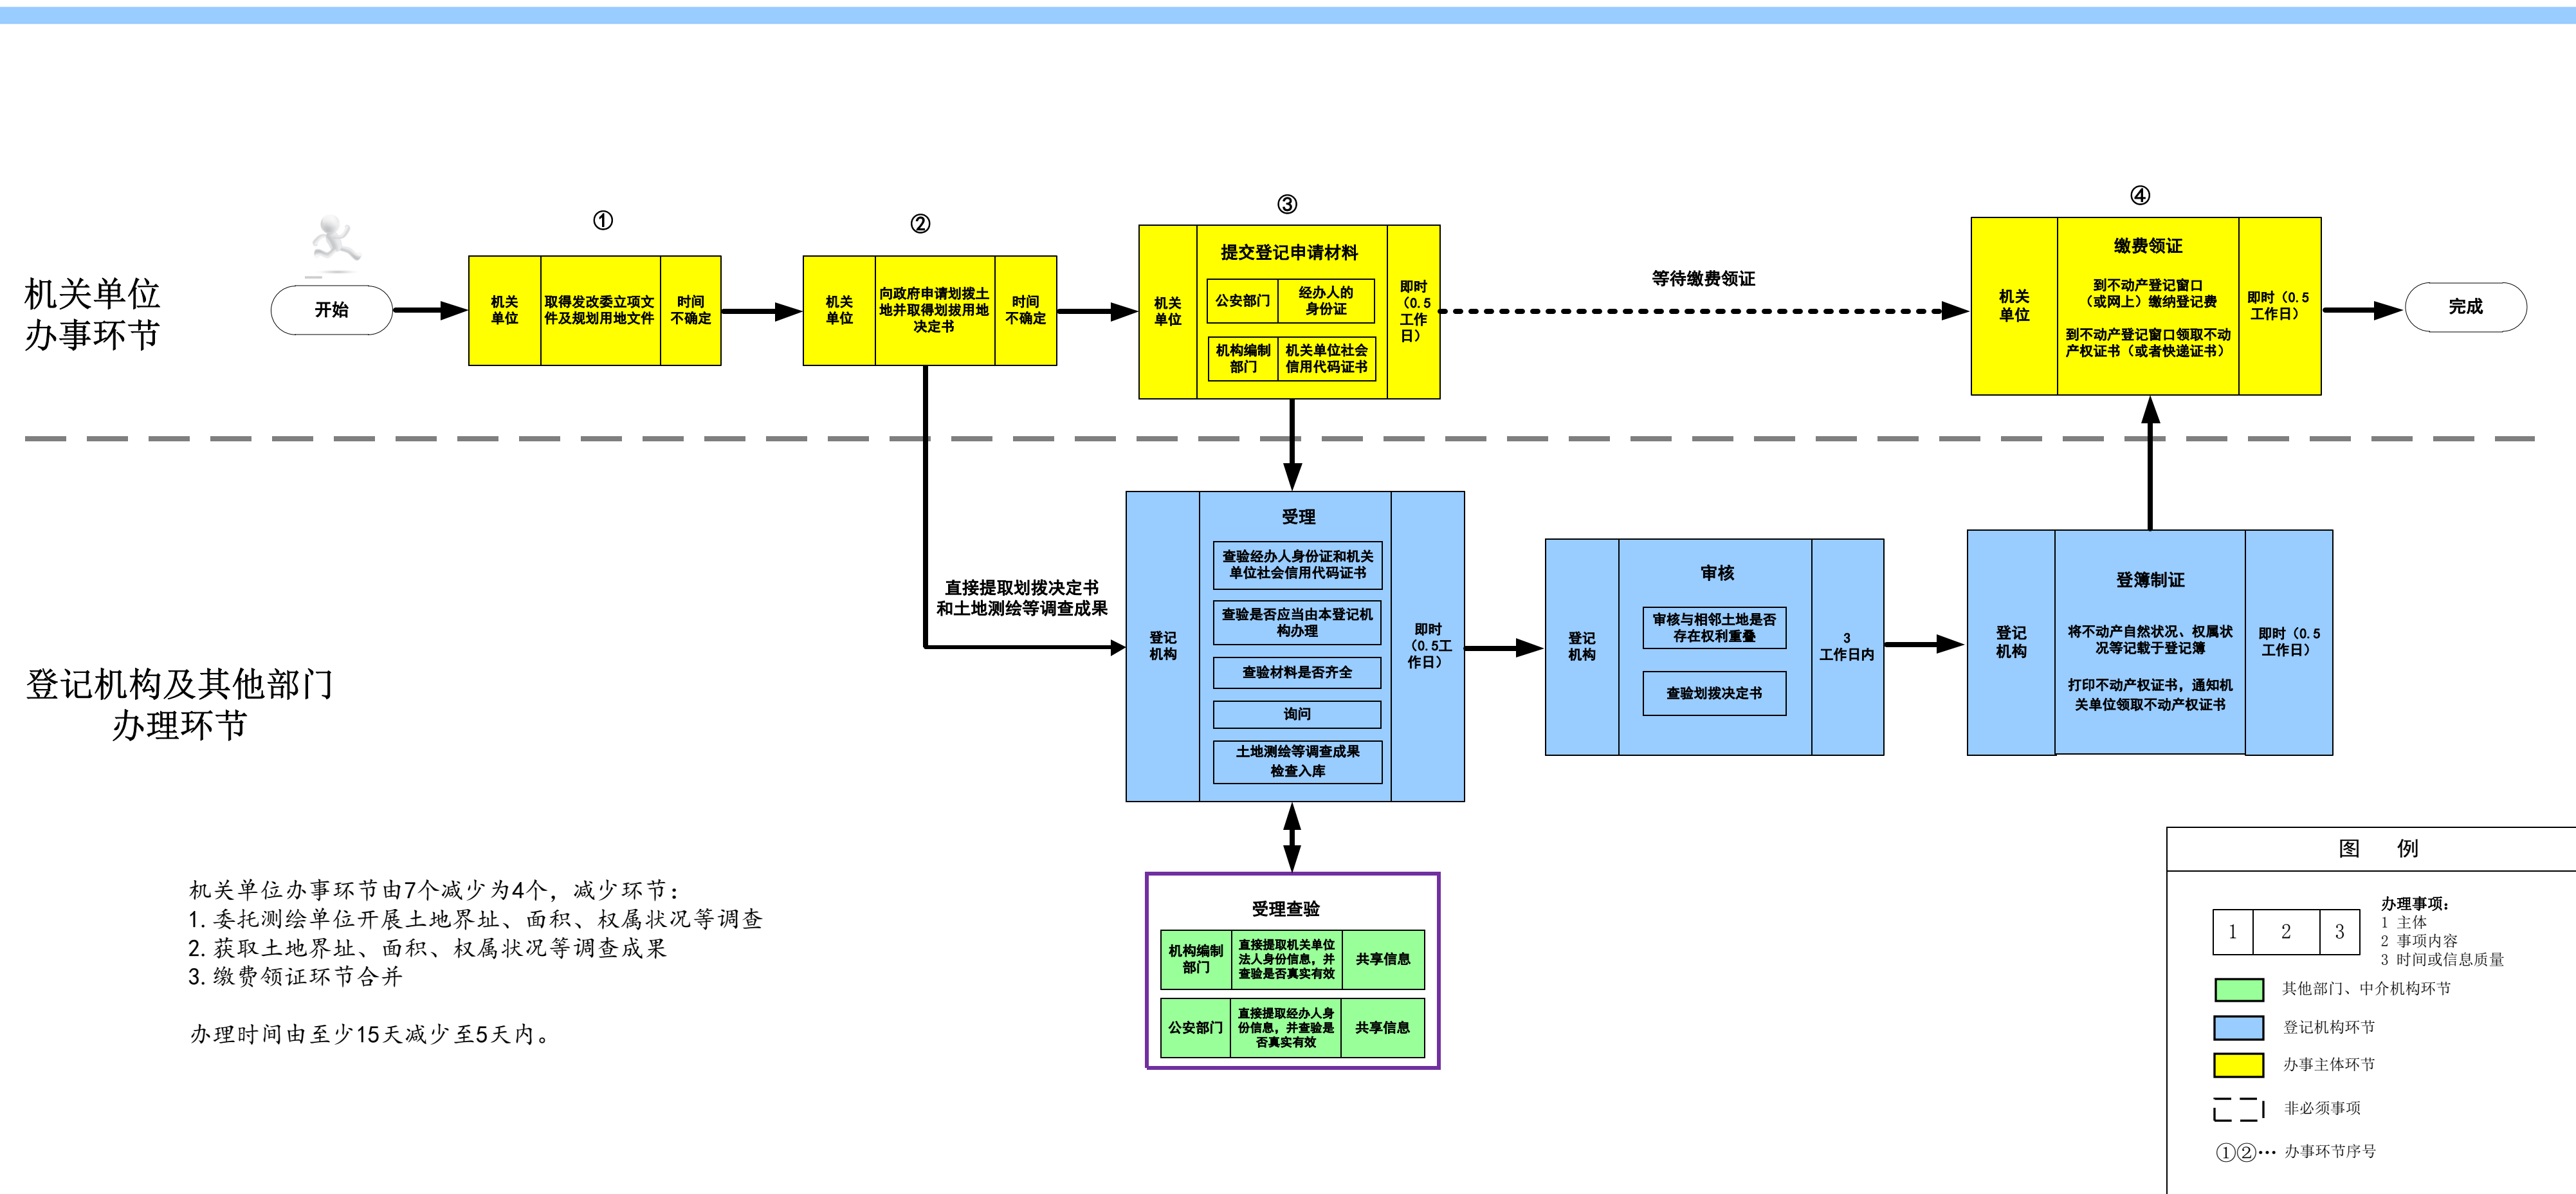 机关单位
办事环节
开始
①
机关
单位
取得发改委立项文
件及规划用地文件
时间
不确定
②
机关
单位
向政府申请划拨土
地并取得划拨用地
决定书
时间
不确定
③
机关
单位
提交登记申请材料
公安部门
经办人的
身份证
机构编制
部门
机关单位社会
信用代码证书
即时
（0.5
工作
日）
等待缴费领证
④
机关
单位
缴费领证
到不动产登记窗口
（或网上）缴纳登记费
到不动产登记窗口领取不动
产权证书（或者快递证书）
即时（0.5
工作日）
完成
登记机构及其他部门
办理环节
直接提取划拨决定书
和土地测绘等调查成果
登记
机构
受理
查验经办人身份证和机关
单位社会信用代码证书
查验是否应当由本登记机
构办理
查验材料是否齐全
询问
土地测绘等调查成果
检查入库
即时
（0.5工
作日）
登记
机构
审核
审核与相邻土地是否
存在权利重叠
查验划拨决定书
3
工作日内
登记
机构
登簿制证
将不动产自然状况、权属状
况等记载于登记簿
打印不动产权证书，通知机
关单位领取不动产权证书
即时（0.5
工作日）
受理查验
机构编制
部门
直接提取机关单位
法人身份信息，并
查验是否真实有效
共享信息
公安部门
直接提取经办人身
份信息，并查验是
否真实有效
共享信息
机关单位办事环节由7个减少为4个，减少环节：
1.委托测绘单位开展土地界址、面积、权属状况等调查
2.获取土地界址、面积、权属状况等调查成果
3.缴费领证环节合并
办理时间由至少15天减少至5天内。
图 例
1 2 3
办理事项：
1 主体
2 事项内容
3 时间或信息质量
其他部门、中介机构环节
登记机构环节
办事主体环节
非必须事项
①②… 办事环节序号